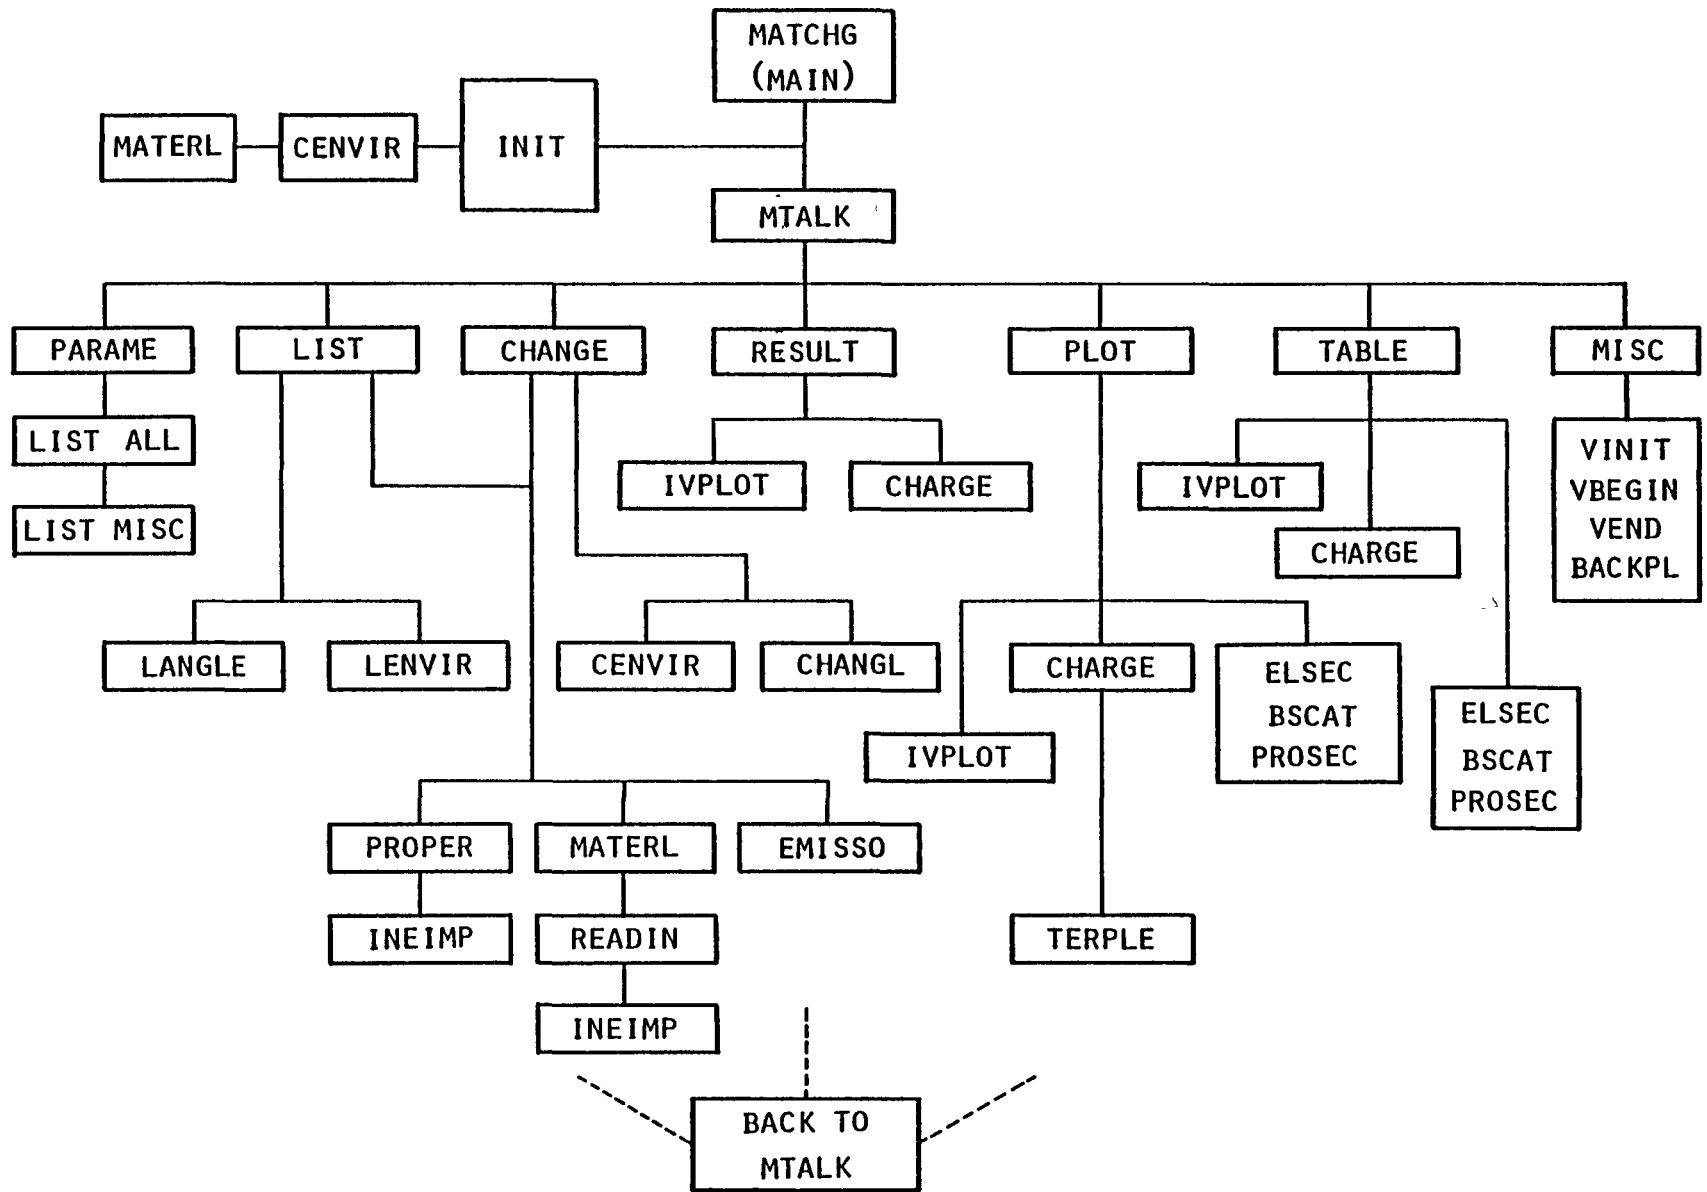 MATCHG
(MAIN)
MATERL
CENVIR
INIT
MTALK
PARAME
LIST
CHANGE
RESULT
PLOT
TABLE
MISC
LIST ALL
LIST MISC
IVPLOT
CHARGE
IVPLOT
CHARGE
VINIT
VBEGIN
VEND
BACKPL
LANGLE
LENVIR
CENVIR
CHANGL
CHARGE
IVPLOT
ELSEC
BSCAT
PROSEC
ELSEC
BSCAT
PROSEC
PROPER
MATERL
EMISSO
INEIMP
READIN
TERPLE
INEIMP
BACK TO
MTALK